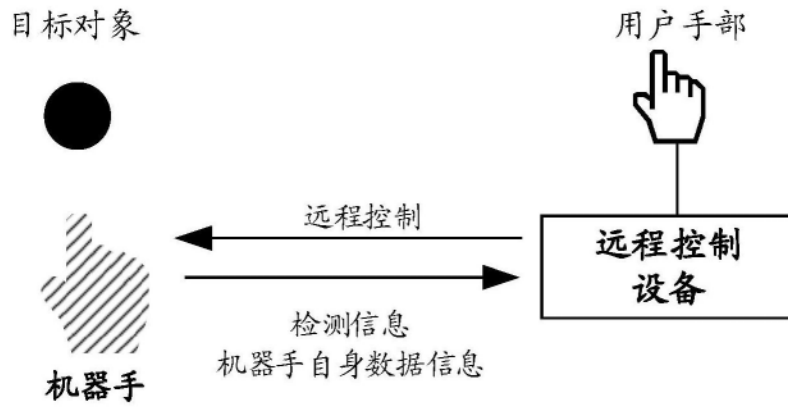 目标对象
用户手部
远程控制
远程控制
设备
检测信息
机器手自身数据信息
机器手